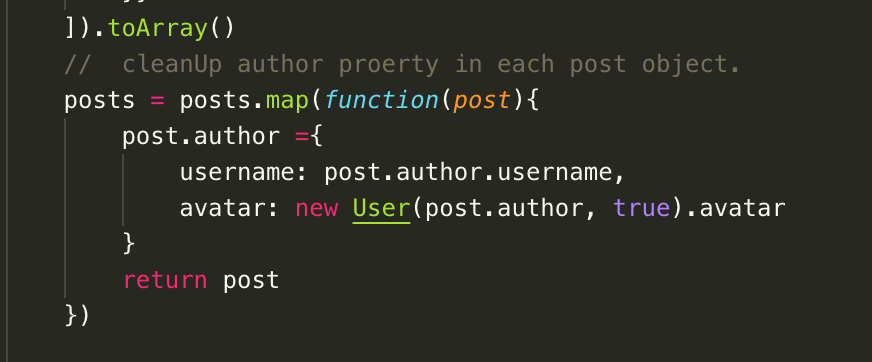 ]).toArray()
//  cleanUp author proerty in each post object.
posts = posts.map(function(post){
post.author ={
username: post.author.username,
avatar: new User(post.author, true).avatar
}
return post
})